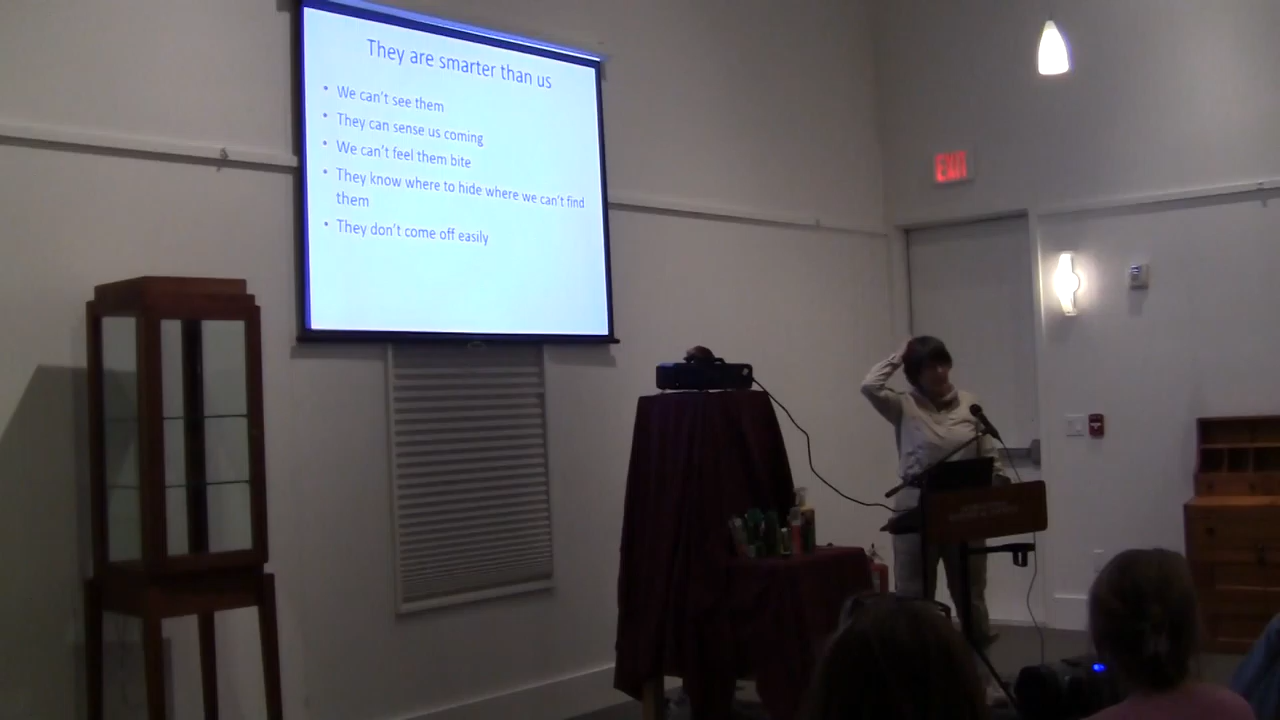 They are smarter than us
• We can't see them
• They can sense us coming
• We can't feel them bite
• They know where to hide where we can't find
them
• They don't come off easily
EXIT